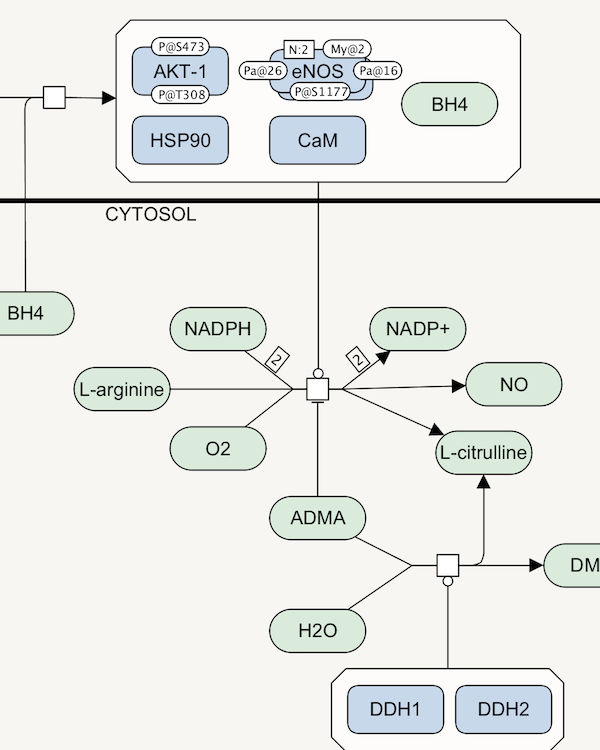 P@S473
N:2
My@2
AKT-1
Pa@26
eNOS
Pa@16
P@T308
P@S1177
BH4
HSP90
CaM
CYTOSOL
BH4
NADPH
NADP+
2
2
L-arginine
NO
O2
L-citrulline
ADMA
DM
H2O
DDH1
DDH2